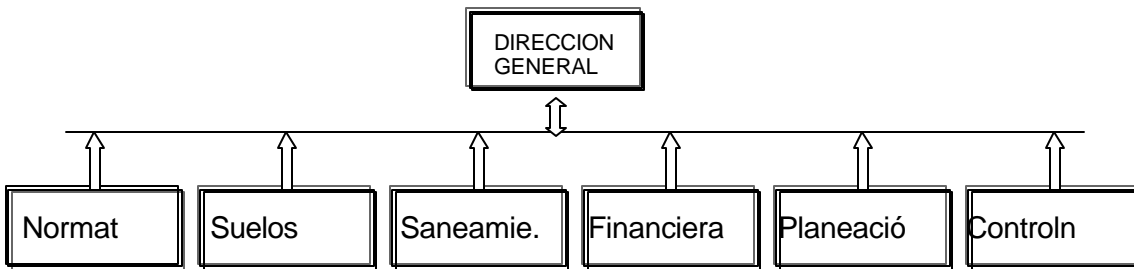 DIRECCION
GENERAL
Normat
Suelos
Saneamie.
Financiera
Planeació
Controln